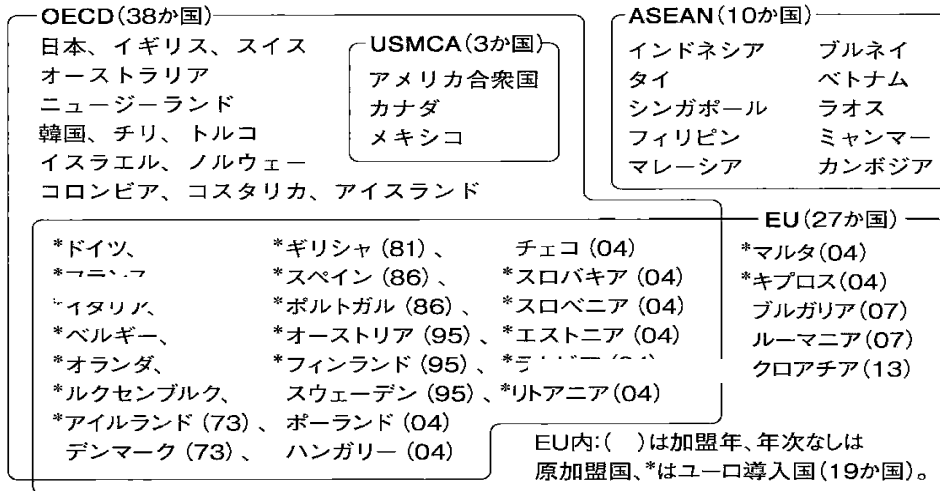 OECD(38か国)
日本、イギリス、スイス
オーストラリア
ニュージーランド
韓国、チリ、トルコ
イスラエル、ノルウェー
コロンビア、コスタリカ、アイスランド
USMCA(3か国)
アメリカ合衆国
カナダ
メキシコ
ASEAN(10か国)
インドネシア ブルネイ
タイ ベトナム
シンガポール ラオス
フィリピン ミャンマー
マレーシア カンボジア
EU(27か国)
*ドイツ、 *ギリシャ(81)、 チェコ(04)
*スペイン(86)、 *スロバキア(04)
*イタリア、 *ポルトガル(86)、 *スロベニア(04)
*ベルギー、 *オーストリア(95)、 *エストニア(04)
*オランダ、 *フィンランド(95)、
*ルクセンブルク、 スウェーデン(95)、 *リトアニア(04)
*アイルランド(73)、 ポーランド(04)
デンマーク(73)、 ハンガリー(04)
*マルタ(04)
*キプロス(04)
ブルガリア(07)
ルーマニア(07)
クロアチア(13)
EU内:( )は加盟年、年次なしは
原加盟国、*はユーロ導入国(19か国)。